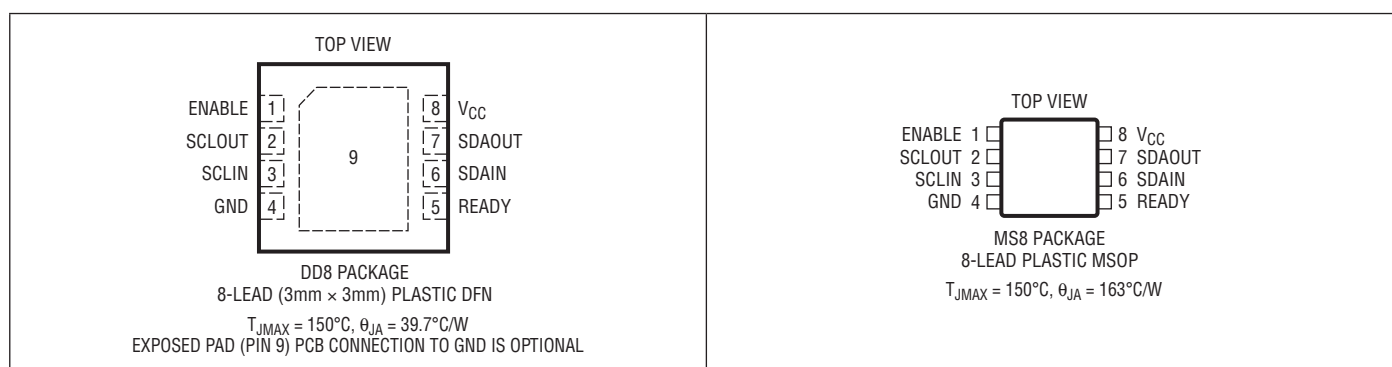 TOP VIEW
ENABLE 1 8 VCC
SCLOUT 2 7 SDAOUT
9
SCLIN 3 6 SDAIN
GND 4 5 READY
DD8 PACKAGE
8-LEAD (3mm × 3mm) PLASTIC DFN
TJMAX = 150°C, θJA = 39.7°C/W
EXPOSED PAD (PIN 9) PCB CONNECTION TO GND IS OPTIONAL
TOP VIEW
ENABLE 1 8 VCC
SCLOUT 2 7 SDAOUT
SCLIN 3 6 SDAIN
GND 4 5 READY
MS8 PACKAGE
8-LEAD PLASTIC MSOP
TJMAX = 150°C, θJA = 163°C/W